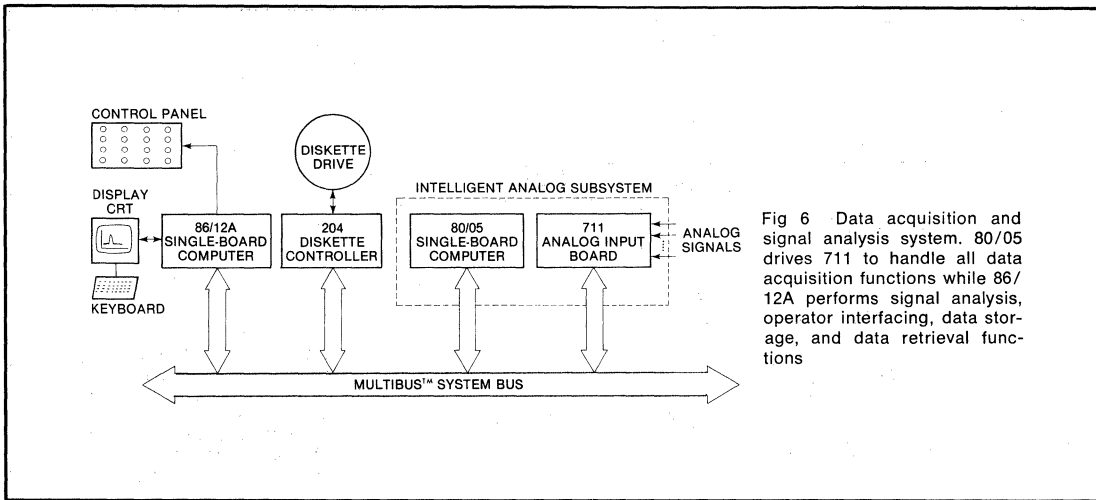 CONTROL PANEL
DISKETTE
DRIVE
INTELLIGENT ANALOG SUBSYSTEM
DISPLAY
CRT
86/12A
SINGLE-BOARD
COMPUTER
204
DISKETTE
CONTROLLER
80/05
SINGLE-BOARD
COMPUTER
711
ANALOG INPUT
BOARD
ANALOG
SIGNALS
KEYBOARD
MULTIBUS™ SYSTEM BUS
Fig 6 Data acquisition and
signal analysis system. 80/05
drives 711 to handle all data
acquisition functions while 86/
12A performs signal analysis,
operator interfacing, data stor-
age, and data retrieval func-
tions